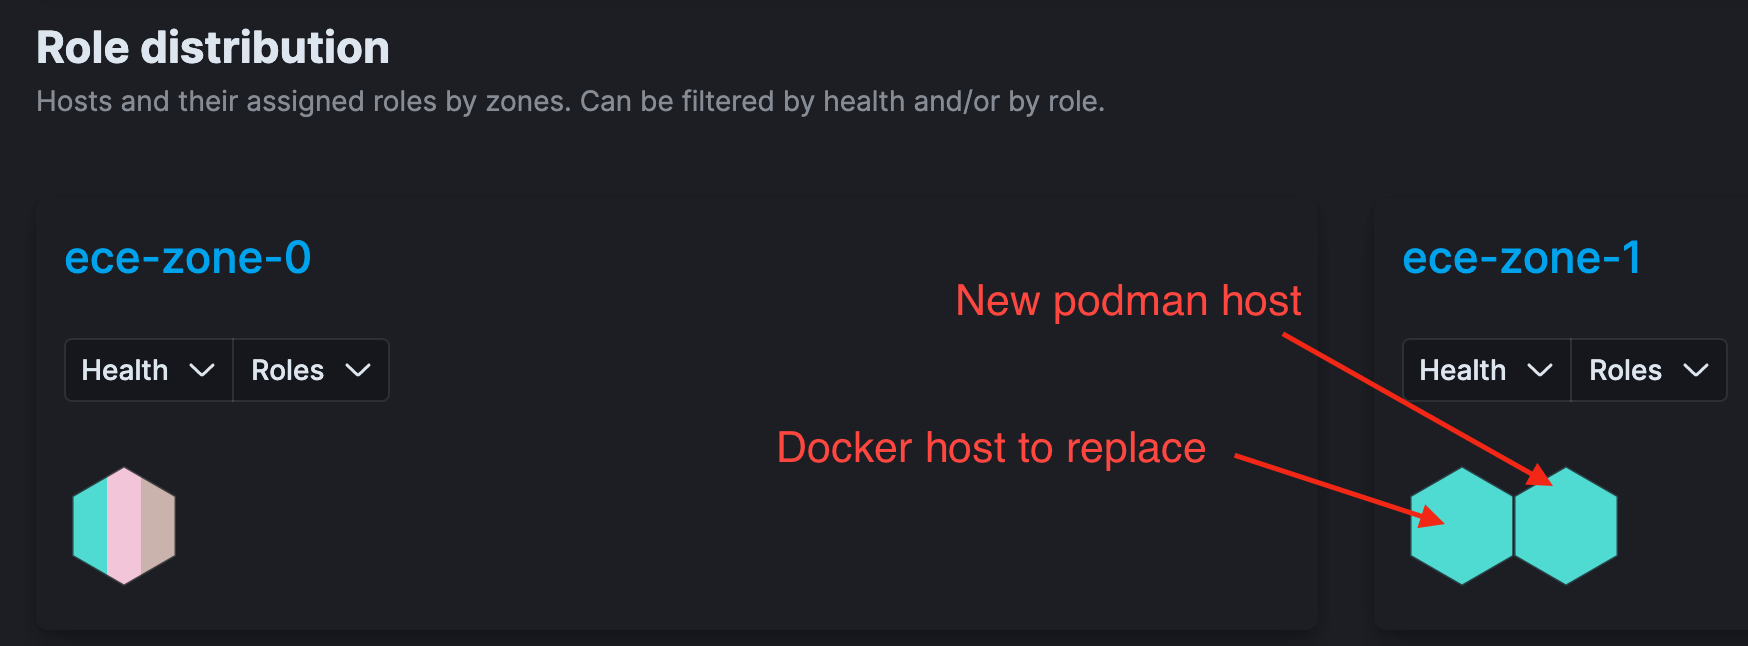 Role distribution
Hosts and their assigned roles by zones. Can be filtered by health and/or by role.
ece-zone-0
Health
Roles
New podman host
Docker host to replace
ece-zone-1
Health
Roles